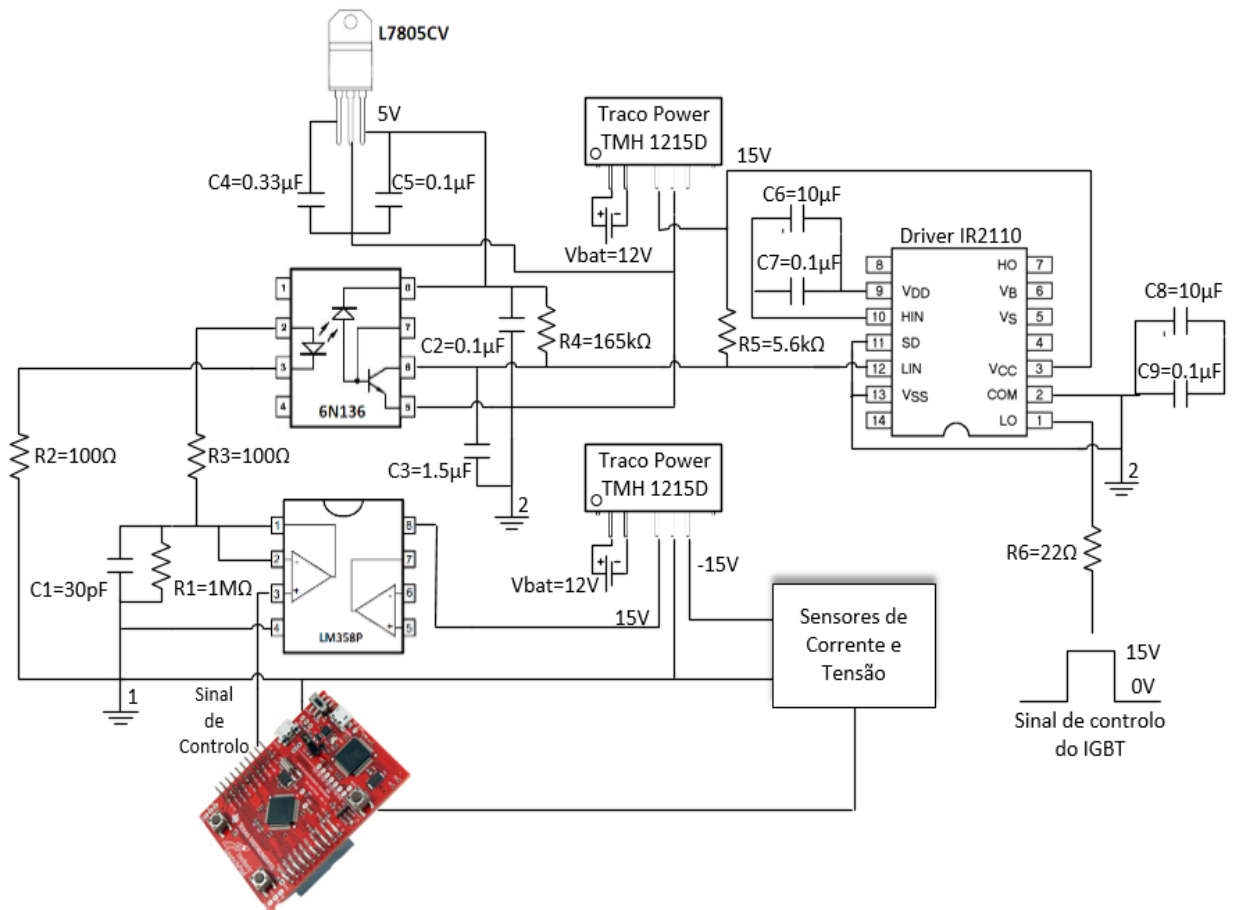 L7805CV
5V
C4=0.33µF
C5=0.1µF
Traco Power
TMH 1215D
Vbat=12V
15V
C6=10µF
C7=0.1µF
Driver IR2110
8
9 VDD
10 HIN
11 SD
12 LIN
13 VSS
14
HO 7
VB 6
VS 5
4
VCC 3
COM 2
LO 1
C8=10µF
C9=0.1µF
2
R5=5.6kΩ
R4=165kΩ
C2=0.1µF
1
2
3
4
8
7
6
5
6N136
C3=1.5µF
2
R2=100Ω
R3=100Ω
Traco Power
TMH 1215D
Vbat=12V
-15V
15V
1
2
3
4
8
7
6
5
- +
- +
LM358P
C1=30pF
R1=1MΩ
1
Sinal
de
Controlo
Sensores de
Corrente e
Tensão
R6=22Ω
15V
0V
Sinal de controlo
do IGBT